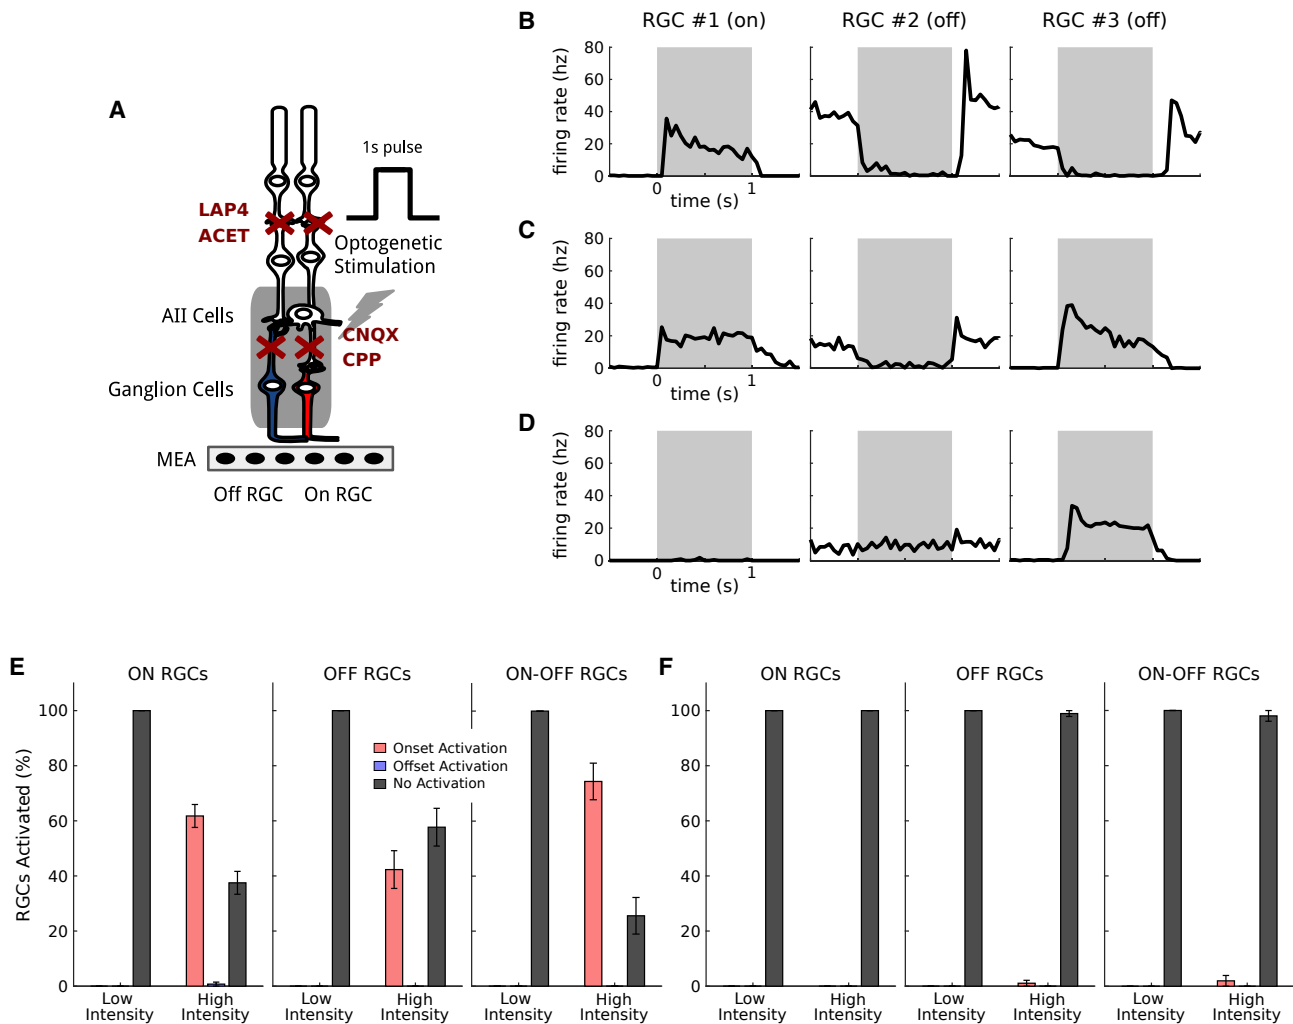 A
LAP4
ACET
1s pulse
Optogenetic
Stimulation
AII Cells
CNQX
CPP
Ganglion Cells
MEA
Off RGC
On RGC
B
RGC #1 (on)
RGC #2 (off)
RGC #3 (off)
firing rate (hz)
80
60
40
20
0
0
1
time (s)
C
firing rate (hz)
80
60
40
20
0
0
1
time (s)
D
firing rate (hz)
80
60
40
20
0
0
1
time (s)
E
ON RGCs
OFF RGCs
ON-OFF RGCs
RGCs Activated (%)
100
80
60
40
20
0
Onset Activation
Offset Activation
No Activation
Low
Intensity
High
Intensity
Low
Intensity
High
Intensity
Low
Intensity
High
Intensity
F
ON RGCs
OFF RGCs
ON-OFF RGCs
100
80
60
40
20
0
Low
Intensity
High
Intensity
Low
Intensity
High
Intensity
Low
Intensity
High
Intensity